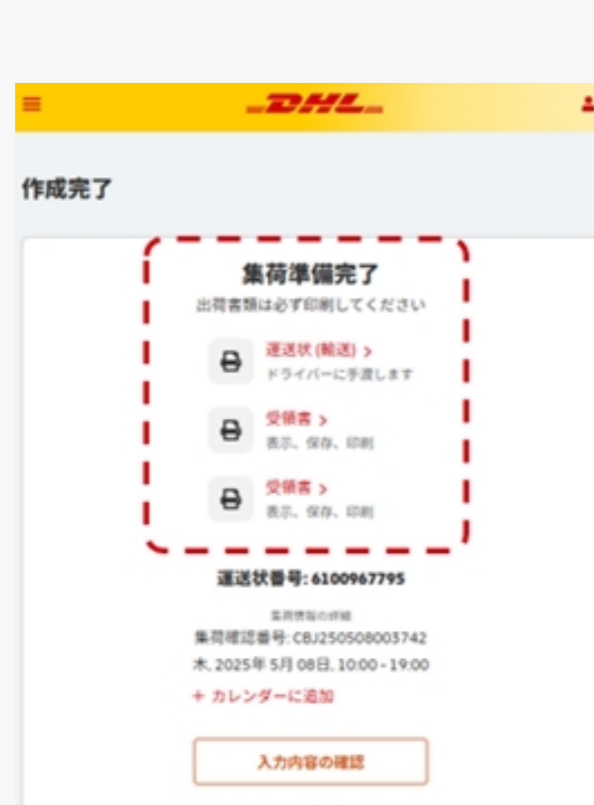 DHL
作成完了
集荷準備完了
出荷書類は必ず印刷してください
運送状 (輸送) >
ドライバーに手渡します
受領書 >
表示、保存、印刷
受領書 >
表示、保存、印刷
運送状番号: 6100967795
集荷情報の詳細
集荷確認番号: CBJ250508003742
木, 2025年 5月 08日, 10:00 - 19:00
+ カレンダーに追加
入力内容の確認